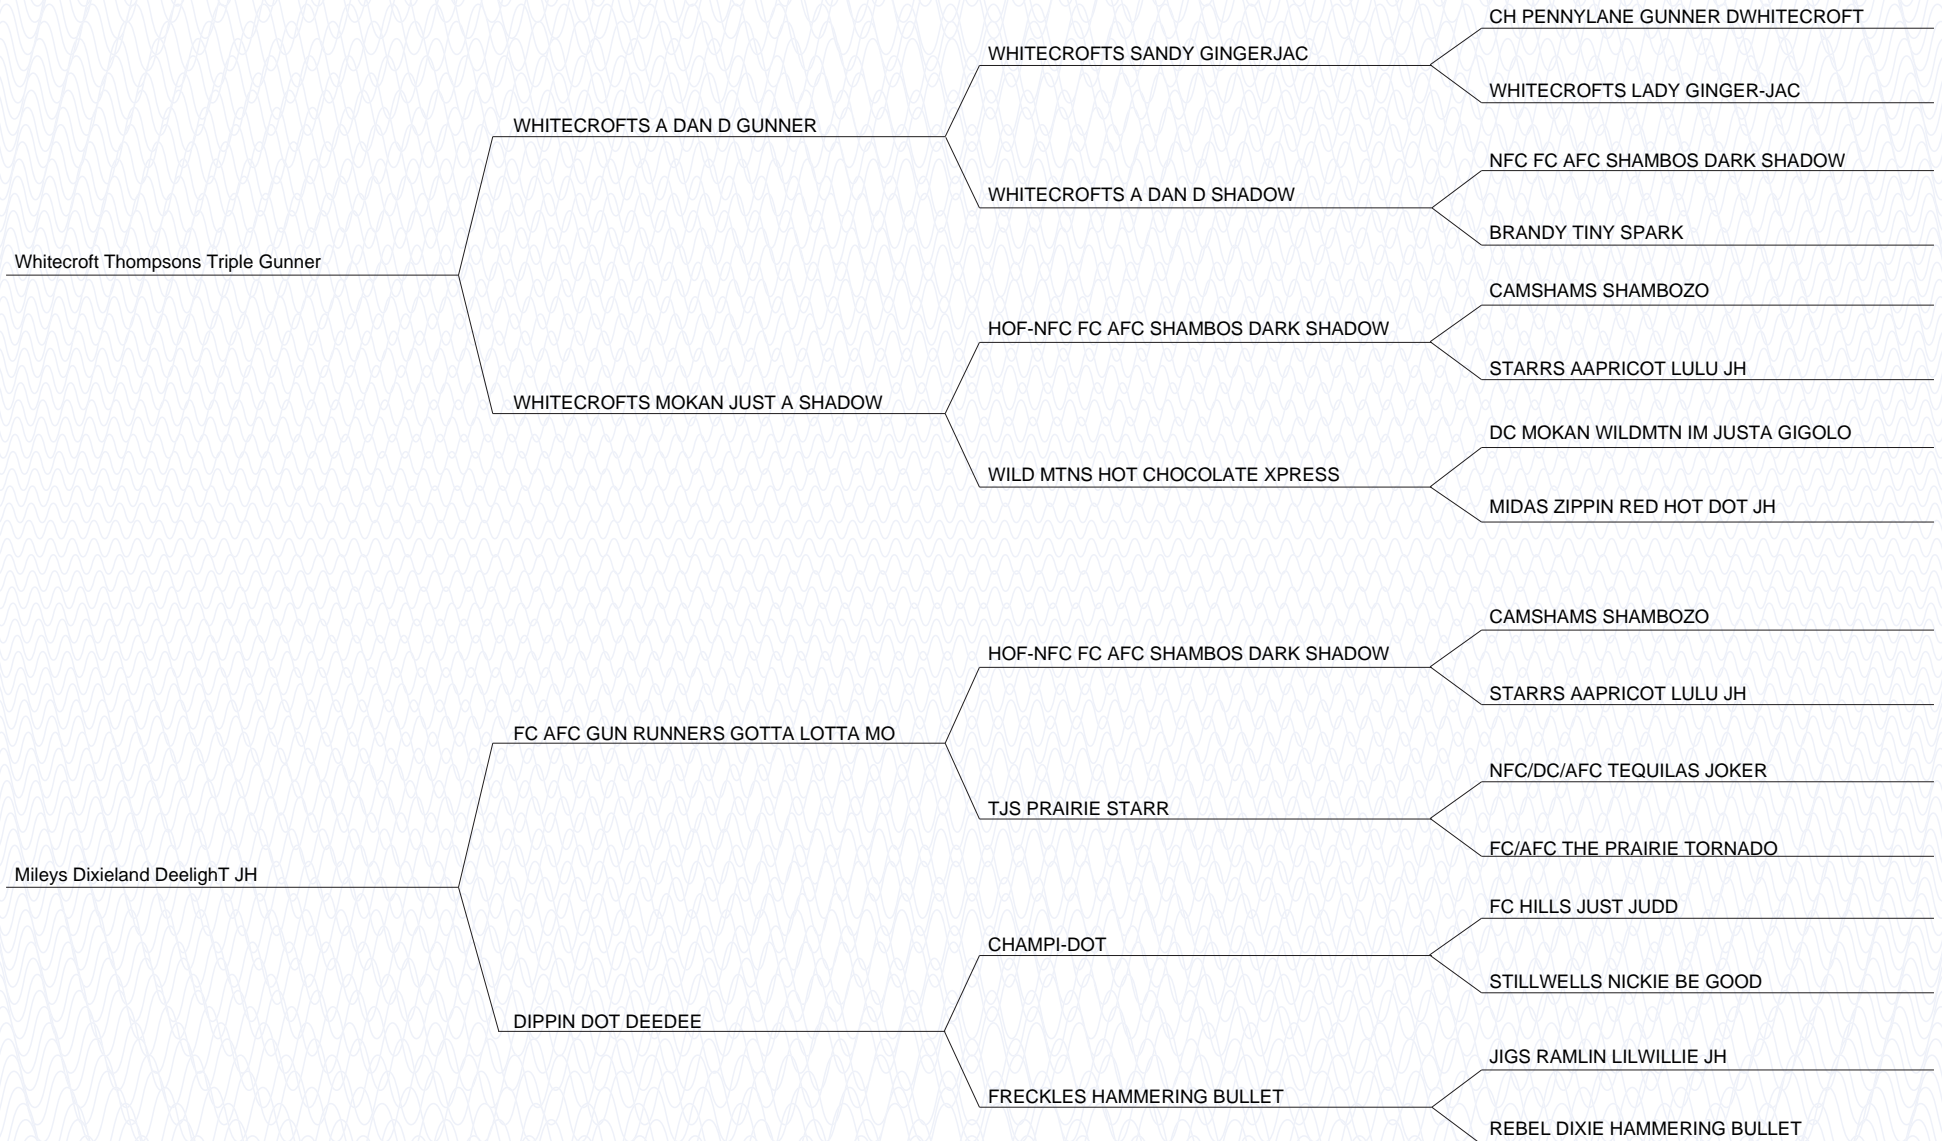 CH PENNYLANE GUNNER DWHITECROFT
WHITECROFTS SANDY GINGERJAC
WHITECROFTS LADY GINGER-JAC
WHITECROFTS A DAN D GUNNER
NFC FC AFC SHAMBOS DARK SHADOW
WHITECROFTS A DAN D SHADOW
BRANDY TINY SPARK
Whitecroft Thompsons Triple Gunner
CAMSHAMS SHAMBOZO
HOF-NFC FC AFC SHAMBOS DARK SHADOW
STARRS AAPRICOT LULU JH
WHITECROFTS MOKAN JUST A SHADOW
DC MOKAN WILDMTN IM JUSTA GIGOLO
WILD MTNS HOT CHOCOLATE XPRESS
MIDAS ZIPPIN RED HOT DOT JH
CAMSHAMS SHAMBOZO
HOF-NFC FC AFC SHAMBOS DARK SHADOW
STARRS AAPRICOT LULU JH
FC AFC GUN RUNNERS GOTTA LOTTA MO
NFC/DC/AFC TEQUILAS JOKER
TJS PRAIRIE STARR
FC/AFC THE PRAIRIE TORNADO
Mileys Dixieland DeelighT JH
FC HILLS JUST JUDD
CHAMPI-DOT
STILLWELLS NICKIE BE GOOD
DIPPIN DOT DEEDEE
JIGS RAMLIN LILWILLIE JH
FRECKLES HAMMERING BULLET
REBEL DIXIE HAMMERING BULLET